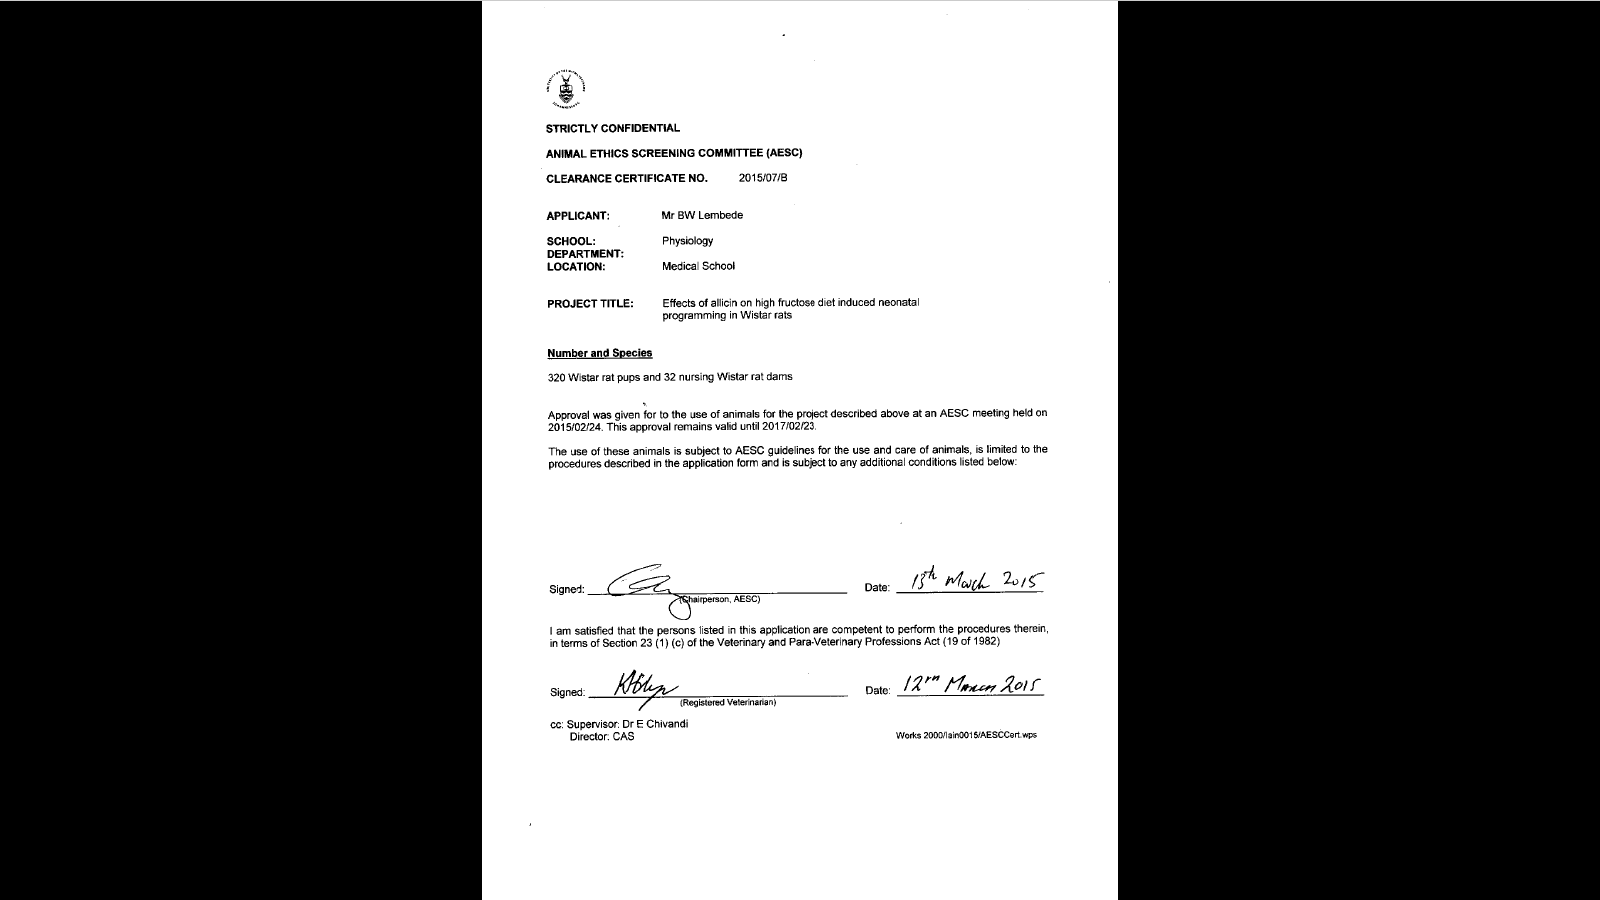 STRICTLY CONFIDENTIAL
ANIMAL ETHICS SCREENING COMMITTEE (AESC)
CLEARANCE CERTIFICATE NO. 2015/07/B
APPLICANT: Mr BW Lembede
SCHOOL: Physiology
DEPARTMENT:
LOCATION: Medical School
PROJECT TITLE: Effects of allicin on high fructose diet induced neonatal
programming in Wistar rats
Number and Species
320 Wistar rat pups and 32 nursing Wistar rat dams
Approval was given for to the use of animals for the project described above at an AESC meeting held on
2015/02/24. This approval remains valid until 2017/02/23.
The use of these animals is subject to AESC guidelines for the use and care of animals, is limited to the
procedures described in the application form and is subject to any additional conditions listed below:
Signed: Date: 13th March 2015
(Chairperson, AESC)
I am satisfied that the persons listed in this application are competent to perform the procedures therein,
in terms of Section 23 (1) (c) of the Veterinary and Para-Veterinary Professions Act (19 of 1982)
Signed: Date: 12th March 2015
(Registered Veterinarian)
cc: Supervisor: Dr E Chivandi
Director: CAS
Works 2000/Iain0015/AESCCert.wps